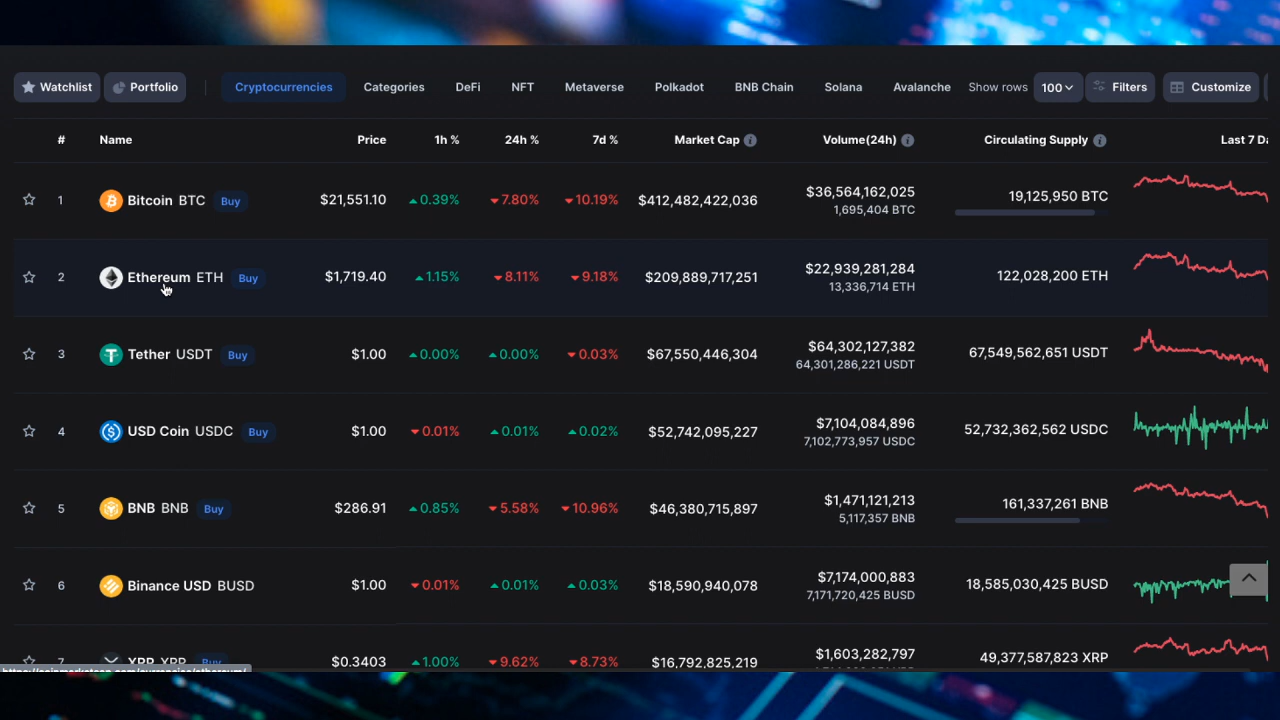 Watchlist Portfolio Cryptocurrencies Categories DeFi NFT Metaverse Polkadot BNB Chain Solana Avalanche Show rows 100 Filters Customize
# Name Price 1h % 24h % 7d % Market Cap Volume(24h) Circulating Supply Last 7 Da
1 Bitcoin BTC Buy $21,551.10 0.39% 7.80% 10.19% $412,482,422,036 $36,564,162,025 19,125,950 BTC
1,695,404 BTC
2 Ethereum ETH Buy $1,719.40 1.15% 8.11% 9.18% $209,889,717,251 $22,939,281,284 122,028,200 ETH
13,336,714 ETH
3 Tether USDT Buy $1.00 0.00% 0.00% 0.03% $67,550,446,304 $64,302,127,382 67,549,562,651 USDT
64,301,286,221 USDT
4 USD Coin USDC Buy $1.00 0.01% 0.01% 0.02% $52,742,095,227 $7,104,084,896 52,732,362,562 USDC
7,102,773,957 USDC
5 BNB BNB Buy $286.91 0.85% 5.58% 10.96% $46,380,715,897 $1,471,121,213 161,337,261 BNB
5,117,357 BNB
6 Binance USD BUSD $1.00 0.01% 0.01% 0.03% $18,590,940,078 $7,174,000,883 18,585,030,425 BUSD
7,171,720,425 BUSD
7 XRP XRP Buy $0.3403 1.00% 9.62% 8.73% $16,792,825,219 $1,603,282,797 49,377,587,823 XRP